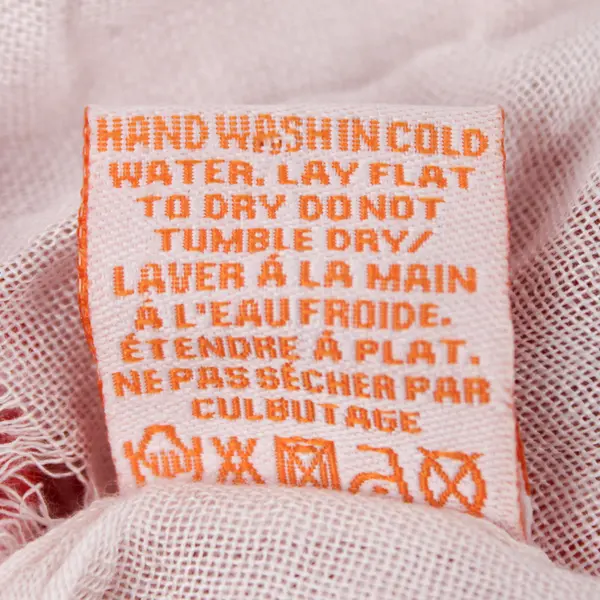 HAND WASH IN COLD
WATER. LAY FLAT
TO DRY DO NOT
TUMBLE DRY/
LAVER Á LA MAIN
Á L'EAU FROIDE.
ÉTENDRE Á PLAT.
NE PAS SÉCHER PAR
CULBUTAGE